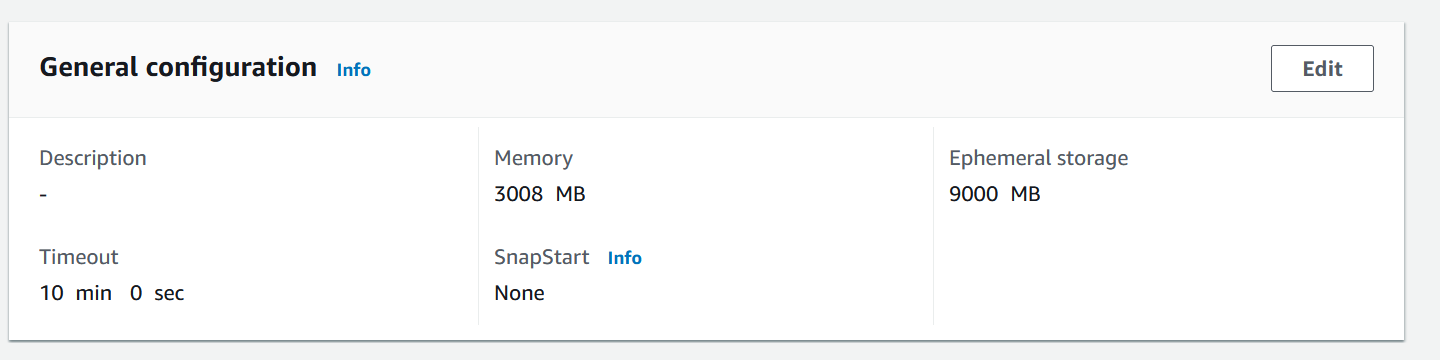 General configuration Info
Edit
Description
-
Memory
3008 MB
Ephemeral storage
9000 MB
Timeout
10 min 0 sec
SnapStart Info
None